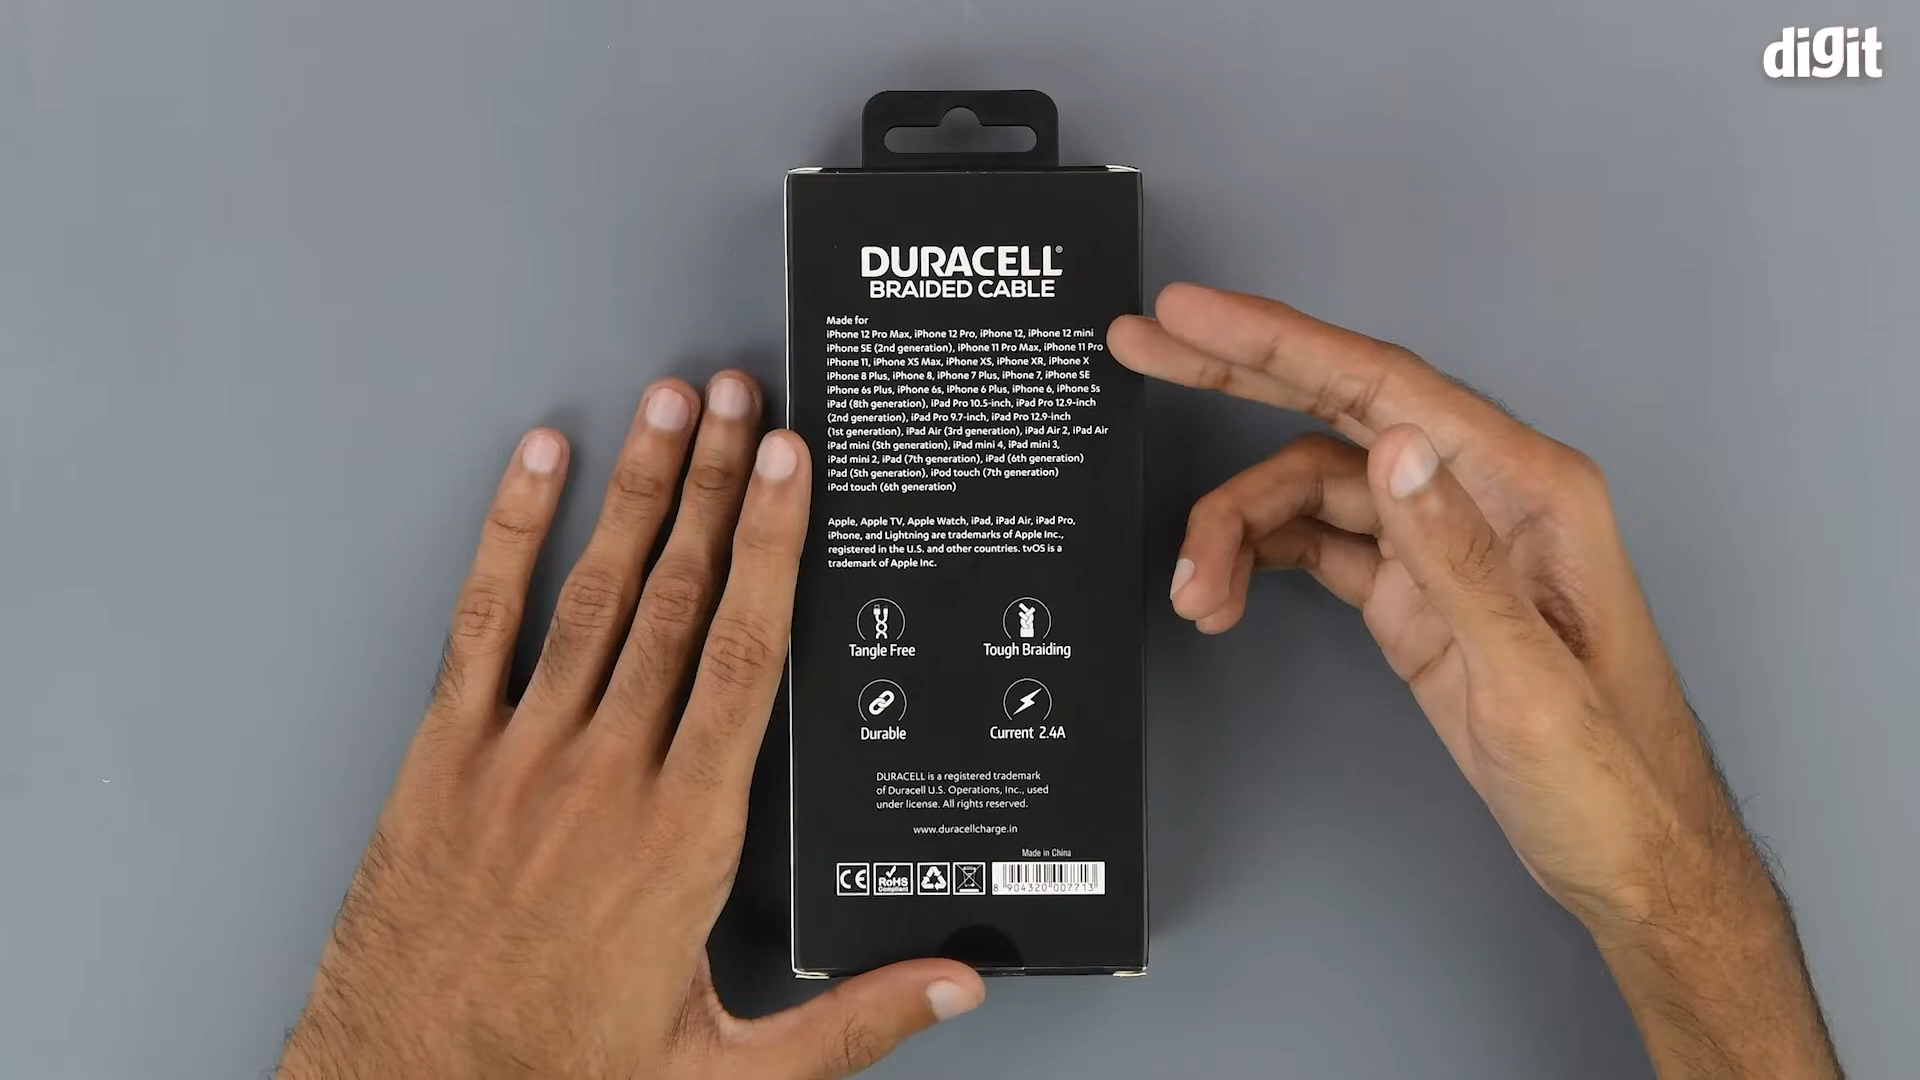 digit
DURACELL®
BRAIDED CABLE
Made for
iPhone 12 Pro Max, iPhone 12 Pro, iPhone 12, iPhone 12 mini
iPhone SE (2nd generation), iPhone 11 Pro Max, iPhone 11 Pro
iPhone 11, iPhone XS Max, iPhone XS, iPhone XR, iPhone X
iPhone 8 Plus, iPhone 8, iPhone 7 Plus, iPhone 7, iPhone SE
iPhone 6s Plus, iPhone 6s, iPhone 6 Plus, iPhone 6, iPhone 5s
iPad (8th generation), iPad Pro 10.5-inch, iPad Pro 12.9-inch
(2nd generation), iPad Pro 9.7-inch, iPad Pro 12.9-inch
(1st generation), iPad Air (3rd generation), iPad Air 2, iPad Air
iPad mini (5th generation), iPad mini 4, iPad mini 3,
iPad mini 2, iPad (7th generation), iPad (6th generation)
iPad (5th generation), iPod touch (7th generation)
iPod touch (6th generation)
Apple, Apple TV, Apple Watch, iPad, iPad Air, iPad Pro,
iPhone, and Lightning are trademarks of Apple Inc.,
registered in the U.S. and other countries. tvOS is a
trademark of Apple Inc.
Tangle Free
Tough Braiding
Durable
Current 2.4A
DURACELL is a registered trademark
of Duracell U.S. Operations, Inc., used
under license. All rights reserved.
www.duracellcharge.in
Made in China
CE
RoHS
Compliant
8 904320 007713